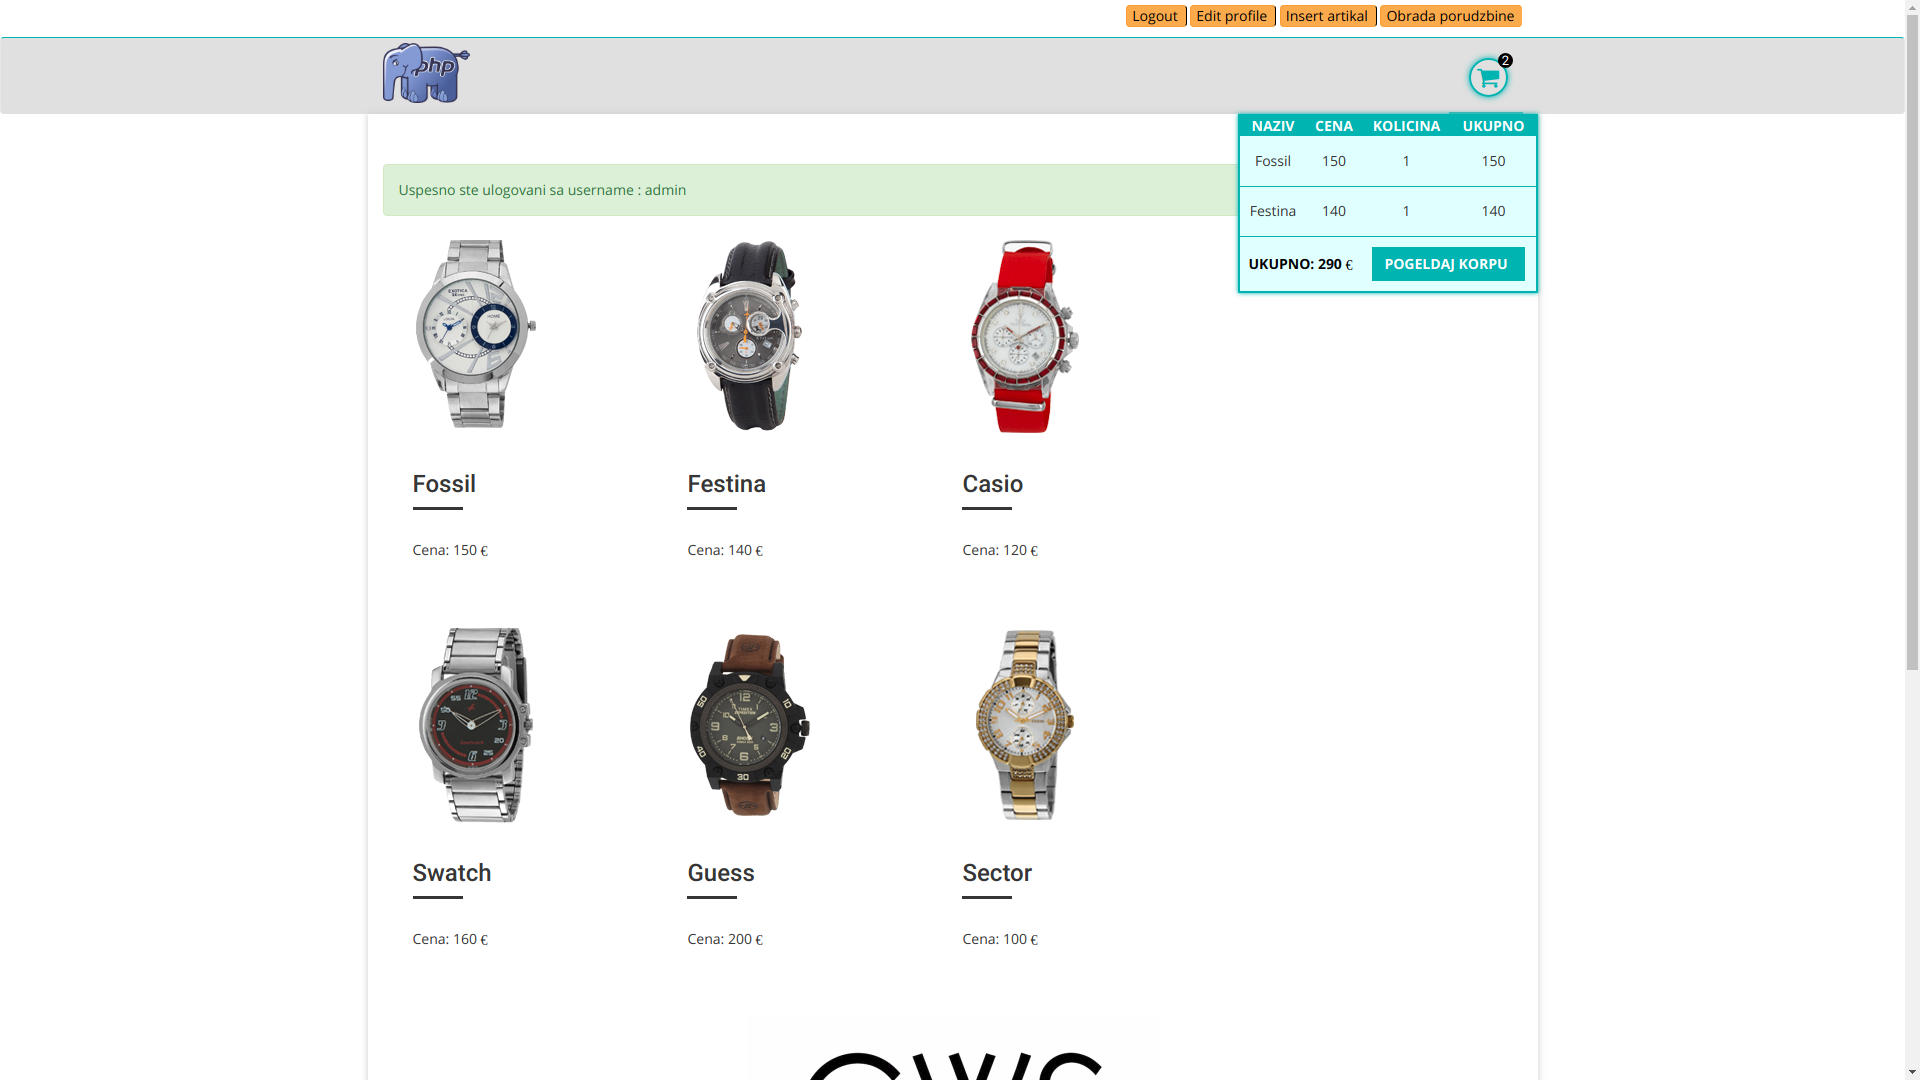 Logout Edit profile Insert artikal Obrada porudzbine
php
2
NAZIV CENA KOLICINA UKUPNO
Fossil 150 1 150
Festina 140 1 140
UKUPNO: 290 € POGELDAJ KORPU
Uspesno ste ulogovani sa username : admin
Fossil
Cena: 150 €
Festina
Cena: 140 €
Casio
Cena: 120 €
Swatch
Cena: 160 €
Guess
Cena: 200 €
Sector
Cena: 100 €